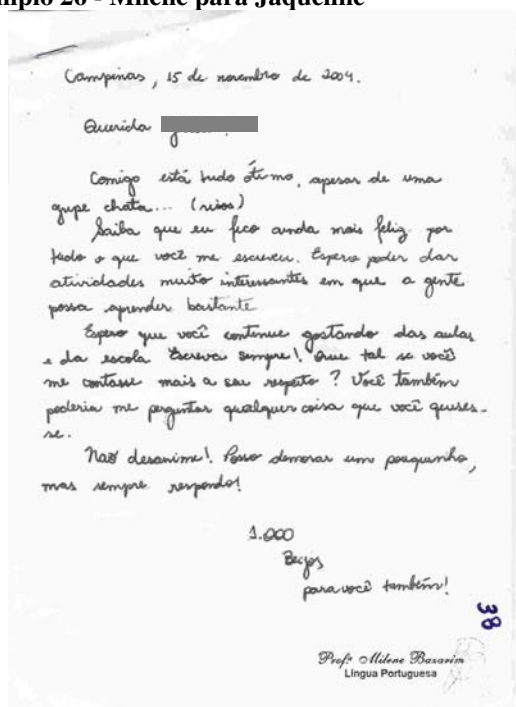 mplo 26 - Milene para Jaqueline
Campinas, 15 de novembro de 2004.
Querida
Comigo está tudo ótimo, apesar de uma
gripe chata... (risos)
Saiba que eu fico ainda mais feliz por
tudo o que você me escreveu. Espero poder dar
atividades muito interessantes em que a gente
possa aprender bastante
Espero que você continue gostando das aulas
e da escola Escreva sempre! Que tal se você
me contasse mais a seu respeito? Você também
poderia me perguntar qualquer coisa que você quises-
se.
Não desanime! Posso demorar um pouquinho,
mas sempre respondo!
1.000
Beijos
para você também!
38
Profª Milene Bazarim
Língua Portuguesa